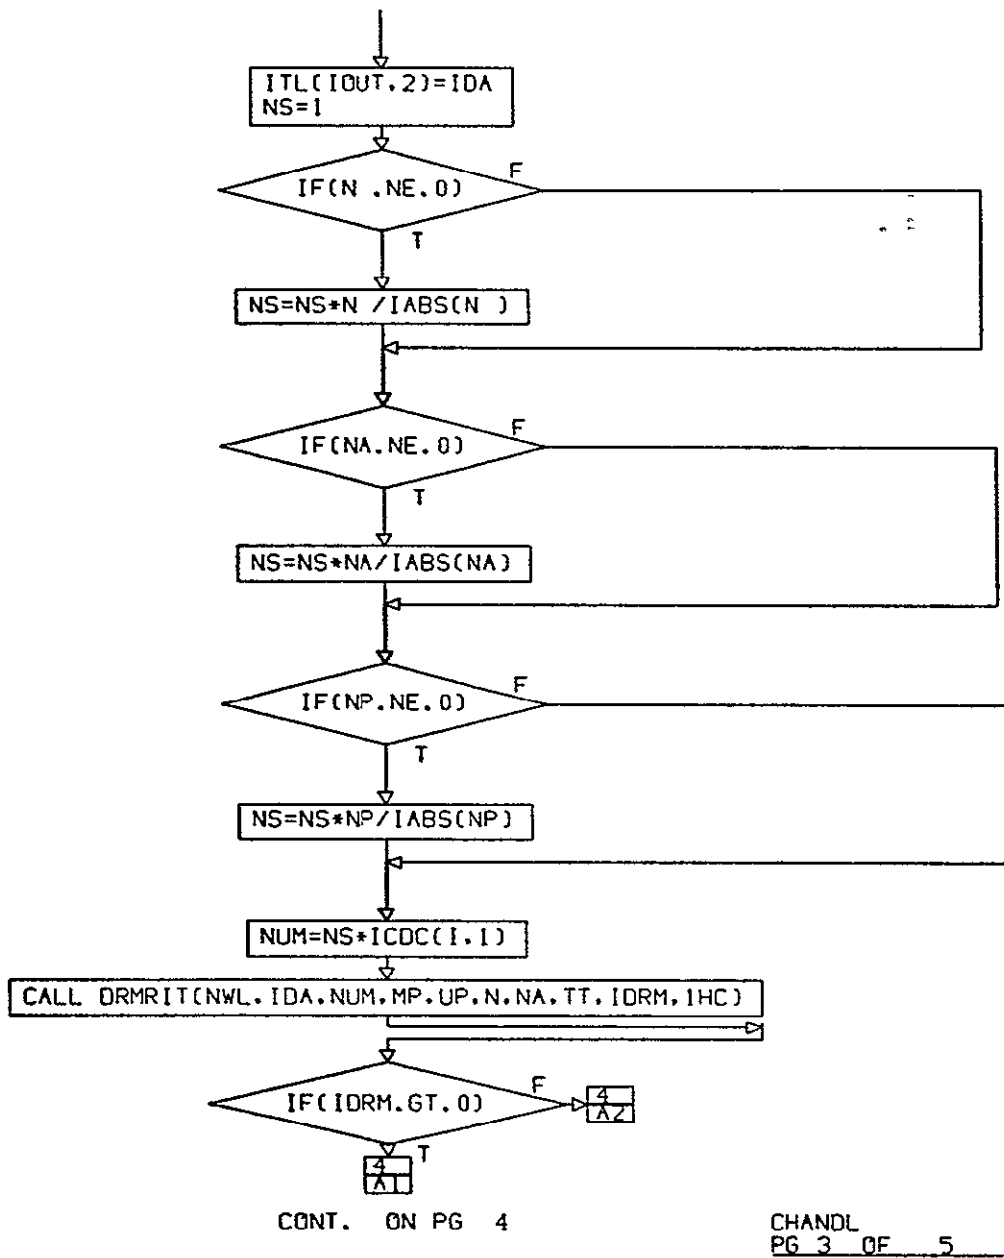 ITL(IOUT,2)=IDA
NS=1
IF(N .NE.0)
F
T
NS=NS*N /IABS(N )
IF(NA.NE.0)
F
T
NS=NS*NA/IABS(NA)
IF(NP.NE.0)
F
T
NS=NS*NP/IABS(NP)
NUM=NS*ICDC(I,1)
CALL DRMRIT(NWL,IDA,NUM,MP,UP,N,NA,TT,IDRM,1HC)
IF(IDRM.GT.0)
F
4
A2
T
4
A1
CONT. ON PG 4
CHANDL
PG 3 OF 5